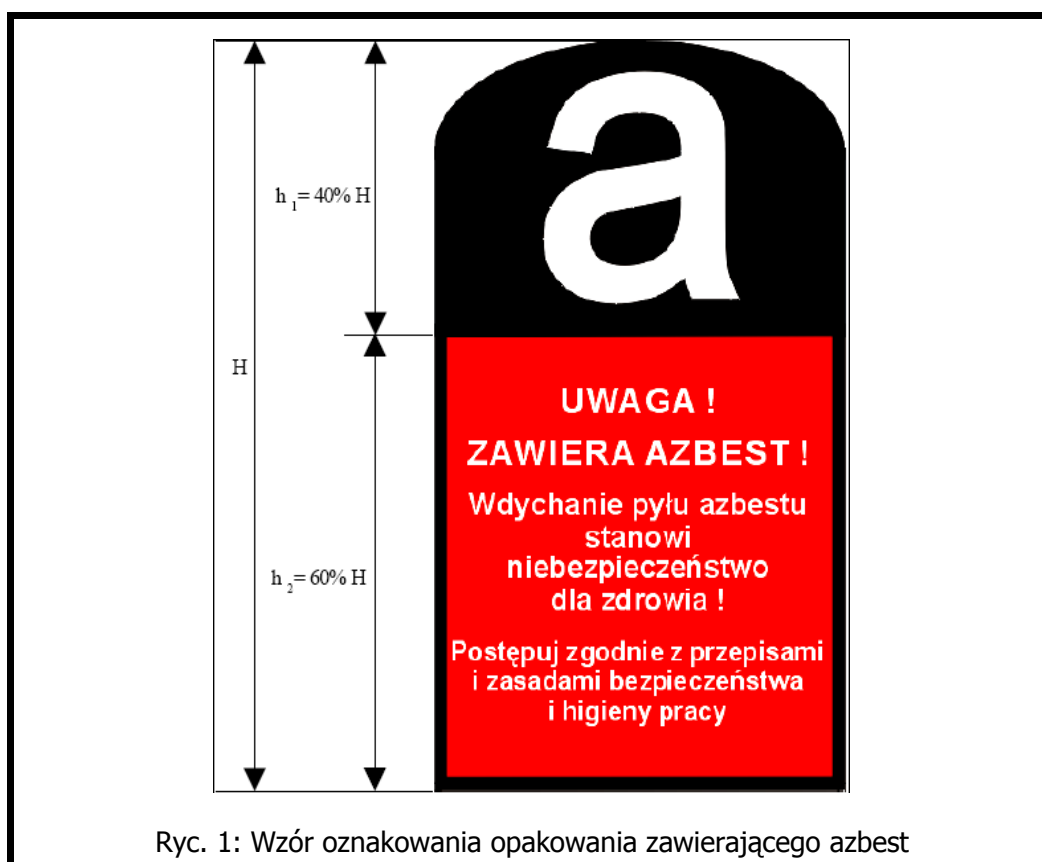 a
h₁= 40% H
H
UWAGA !
ZAWIERA AZBEST !
Wdychanie pyłu azbestu
stanowi
niebezpieczeństwo
dla zdrowia !
h₂= 60% H
Postępuj zgodnie z przepisami
i zasadami bezpieczeństwa
i higieny pracy
Ryc. 1: Wzór oznakowania opakowania zawierającego azbest